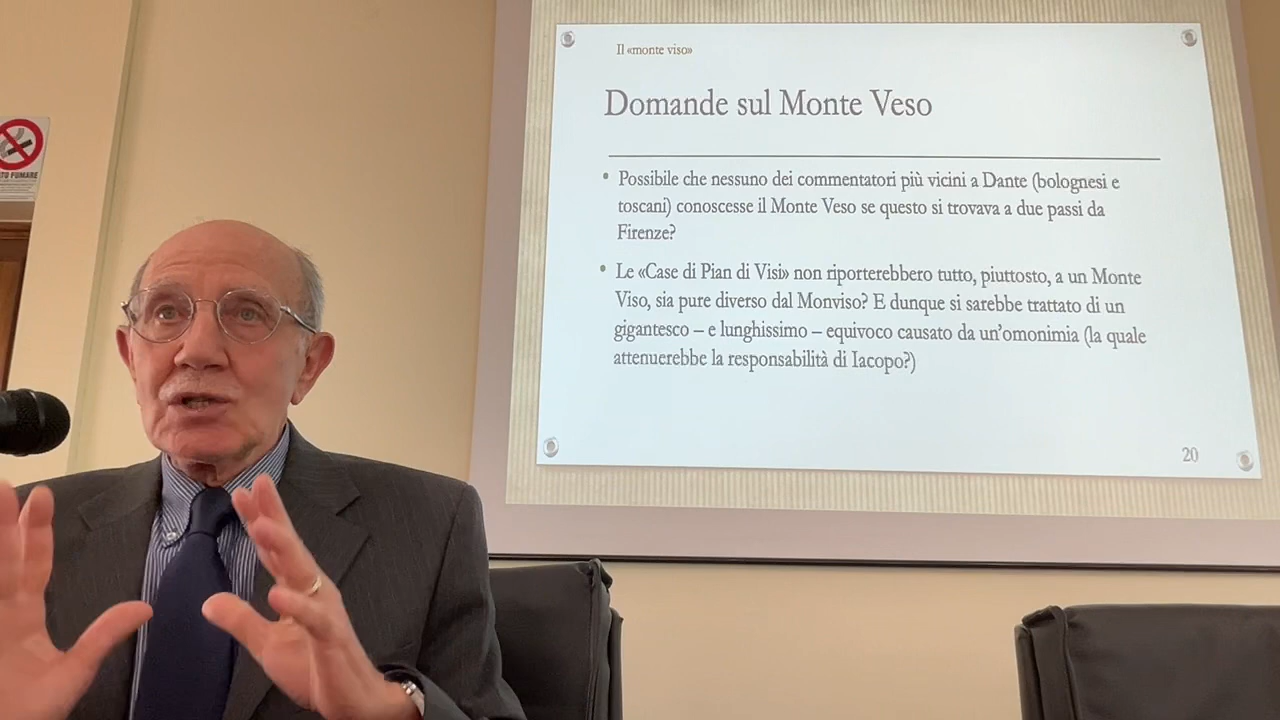 Il «monte viso»
Domande sul Monte Veso
• Possibile che nessuno dei commentatori più vicini a Dante (bolognesi e
toscani) conoscesse il Monte Veso se questo si trovava a due passi da
Firenze?
• Le «Case di Pian di Visi» non riporterebbero tutto, piuttosto, a un Monte
Viso, sia pure diverso dal Monviso? E dunque si sarebbe trattato di un
gigantesco – e lunghissimo – equivoco causato da un'omonimia (la quale
attenuerebbe la responsabilità di Iacopo?)
20
TO FUMARE